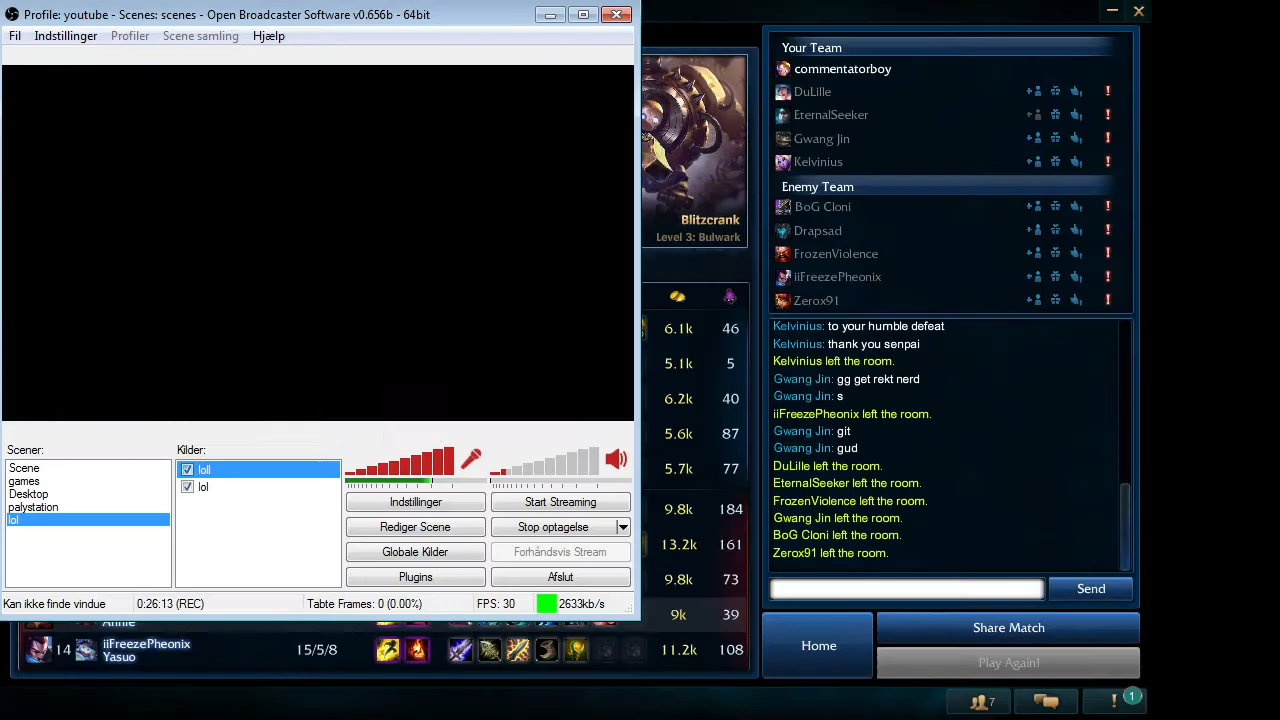 Profile: youtube - Scenes: scenes - Open Broadcaster Software v0.656b - 64bit
Fil Indstillinger Profiler Scene samling Hjælp
Scener:
Scene
games
Desktop
palystation
lol
Kilder:
loll
lol
Indstillinger
Start Streaming
Rediger Scene
Stop optagelse
Globale Kilder
Forhåndsvis Stream
Plugins
Afslut
Kan ikke finde vindue 0:26:13 (REC) Tabte Frames: 0 (0.00%) FPS: 30 2633kb/s
Blitzcrank
Level 3: Bulwark
6.1k 46
5.1k 5
6.2k 40
5.6k 87
5.7k 77
9.8k 184
13.2k 161
9.8k 73
9k 39
14 iiFreezePheonix 15/5/8 11.2k 108
Yasuo
Your Team
commentatorboy
DuLille
EternalSeeker
Gwang Jin
Kelvinius
Enemy Team
BoG Cloni
Drapsad
FrozenViolence
iiFreezePheonix
Zerox91
Kelvinius: to your humble defeat
Kelvinius: thank you senpai
Kelvinius left the room.
Gwang Jin: gg get rekt nerd
Gwang Jin: s
iiFreezePheonix left the room.
Gwang Jin: git
Gwang Jin: gud
DuLille left the room.
EternalSeeker left the room.
FrozenViolence left the room.
Gwang Jin left the room.
BoG Cloni left the room.
Zerox91 left the room.
Send
Home
Share Match
Play Again!
7
1